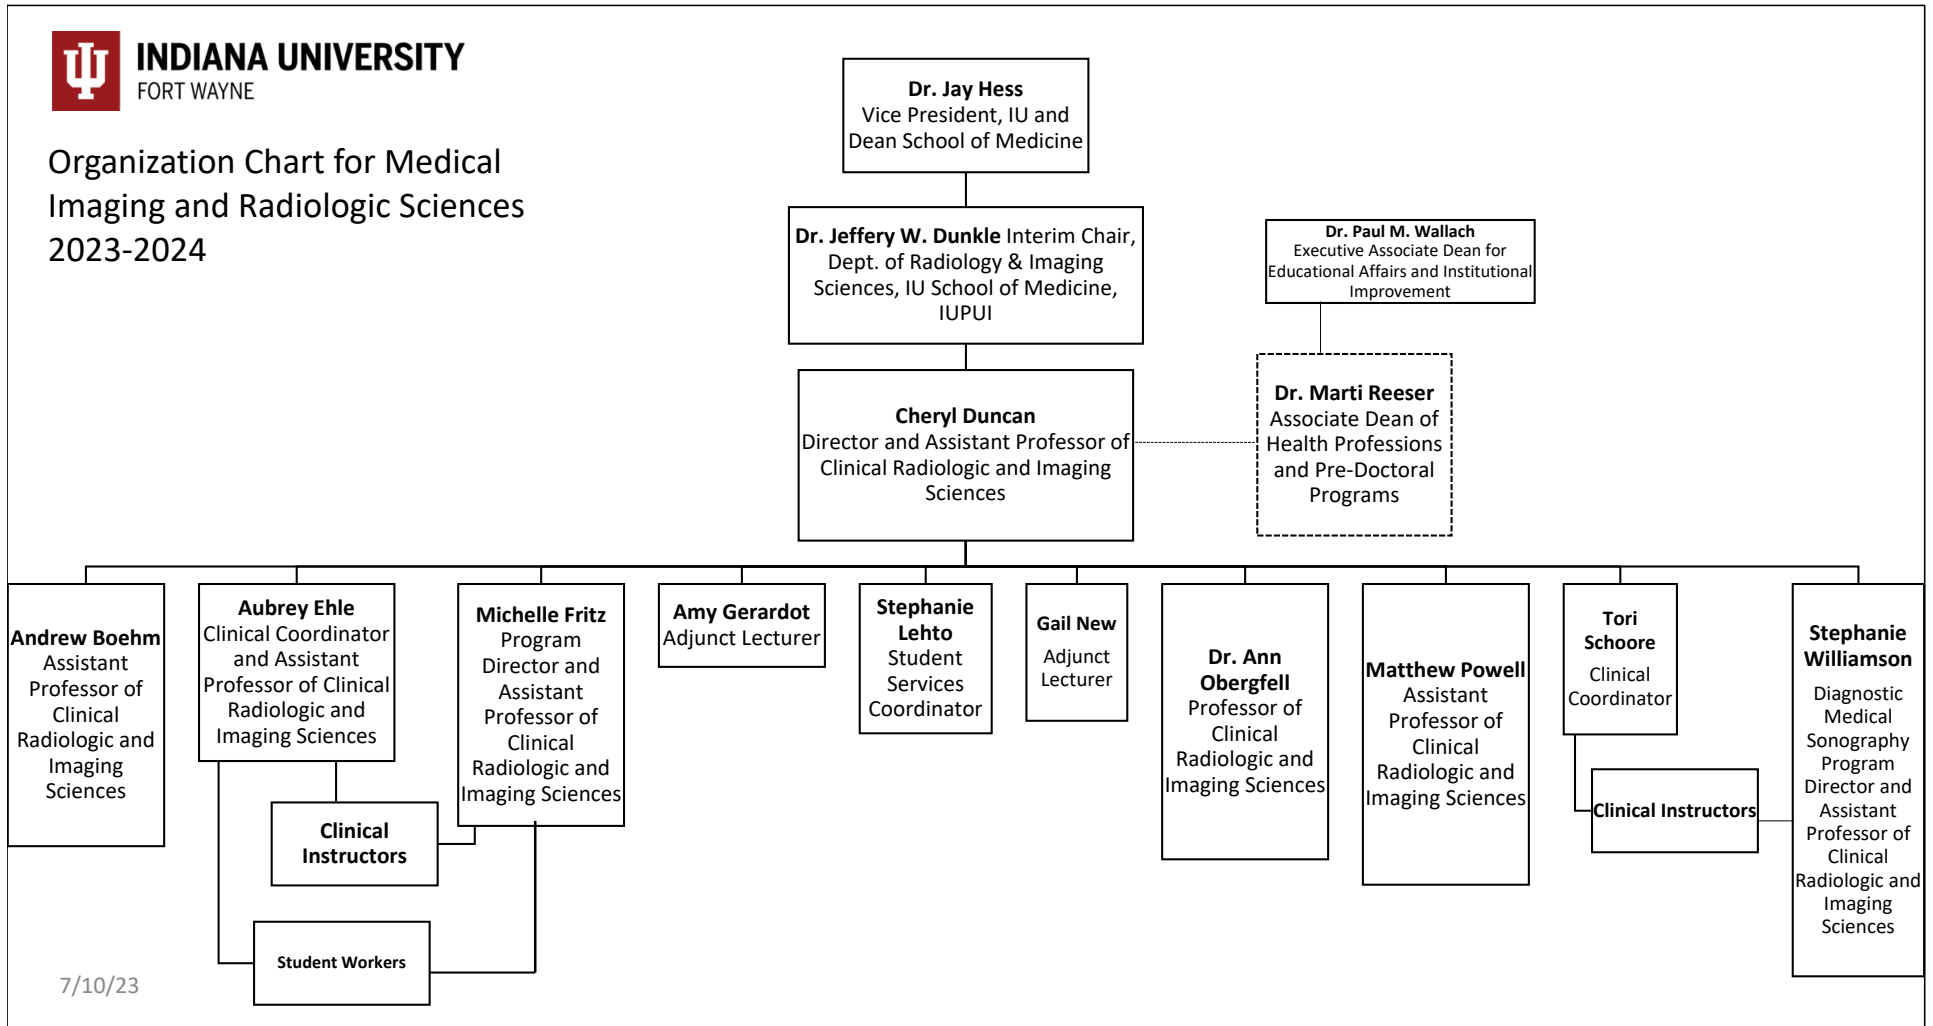 INDIANA UNIVERSITY
FORT WAYNE
Organization Chart for Medical
Imaging and Radiologic Sciences
2023-2024
Dr. Jay Hess
Vice President, IU and
Dean School of Medicine
Dr. Jeffery W. Dunkle Interim Chair,
Dept. of Radiology & Imaging
Sciences, IU School of Medicine,
IUPUI
Dr. Paul M. Wallach
Executive Associate Dean for
Educational Affairs and Institutional
Improvement
Cheryl Duncan
Director and Assistant Professor of
Clinical Radiologic and Imaging
Sciences
Dr. Marti Reeser
Associate Dean of
Health Professions
and Pre-Doctoral
Programs
Andrew Boehm
Assistant
Professor of
Clinical
Radiologic and
Imaging
Sciences
Aubrey Ehle
Clinical Coordinator
and Assistant
Professor of Clinical
Radiologic and
Imaging Sciences
Michelle Fritz
Program
Director and
Assistant
Professor of
Clinical
Radiologic and
Imaging Sciences
Amy Gerardot
Adjunct Lecturer
Stephanie
Lehto
Student
Services
Coordinator
Gail New
Adjunct
Lecturer
Dr. Ann
Obergfell
Professor of
Clinical
Radiologic and
Imaging Sciences
Matthew Powell
Assistant
Professor of
Clinical
Radiologic and
Imaging Sciences
Tori
Schoore
Clinical
Coordinator
Stephanie
Williamson
Diagnostic
Medical
Sonography
Program
Director and
Assistant
Professor of
Clinical
Radiologic and
Imaging
Sciences
Clinical
Instructors
Clinical Instructors
Student Workers
7/10/23